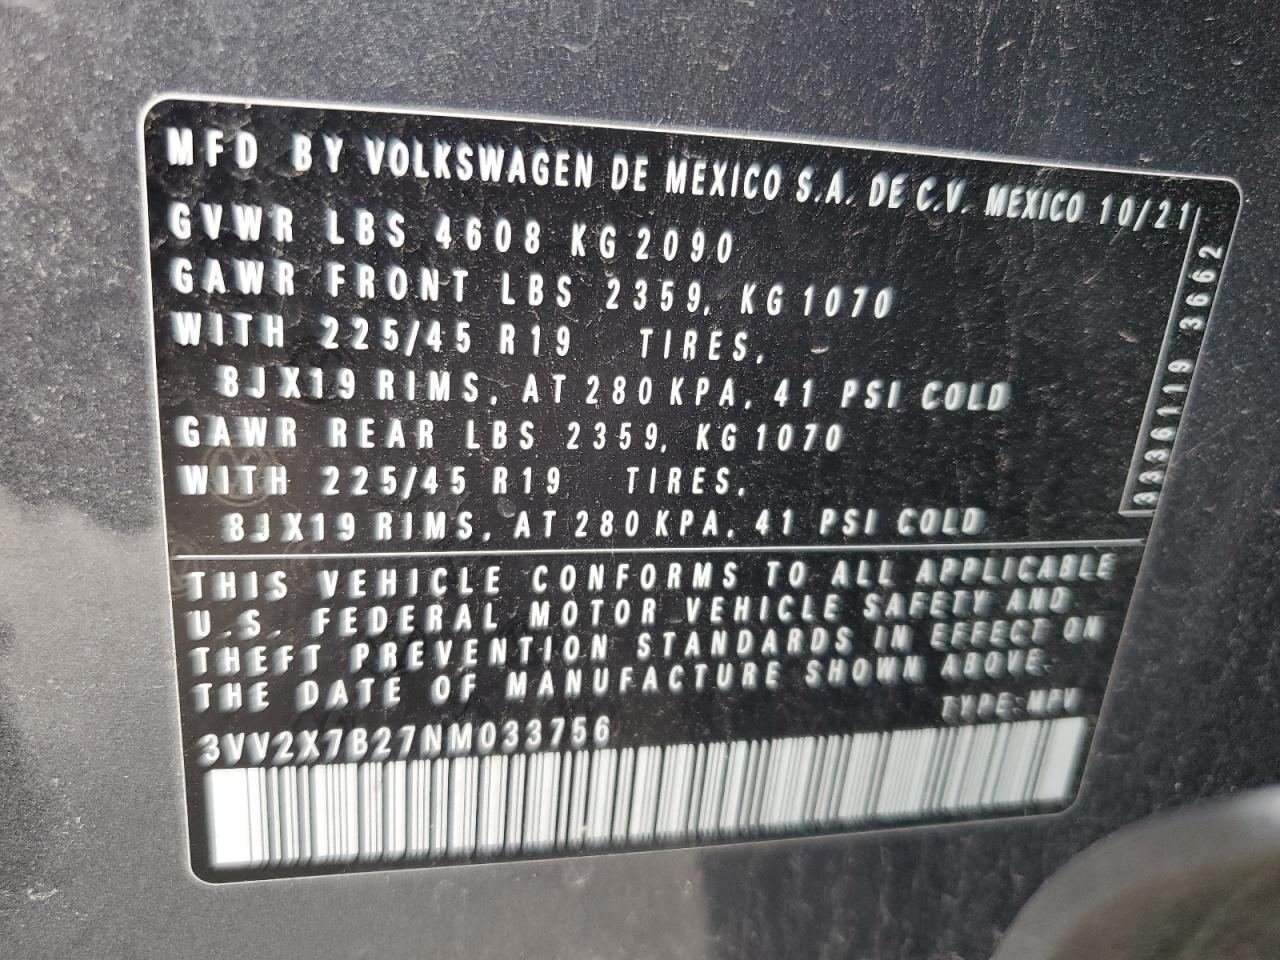 MFD BY VOLKSWAGEN DE MEXICO S.A. DE C.V. MEXICO 10/21
GVWR LBS 4608 KG 2090
GAWR FRONT LBS 2359, KG 1070
WITH 225/45 R19 TIRES,
8JX19 RIMS, AT 280 KPA, 41 PSI COLD
GAWR REAR LBS 2359, KG 1070
WITH 225/45 R19 TIRES,
8JX19 RIMS, AT 280 KPA, 41 PSI COLD
3362119 3662
THIS VEHICLE CONFORMS TO ALL APPLICABLE
U.S. FEDERAL MOTOR VEHICLE SAFETY AND
THEFT PREVENTION STANDARDS IN EFFECT ON
THE DATE OF MANUFACTURE SHOWN ABOVE.
TYPE: MPV
3VV2X7B27NM033756